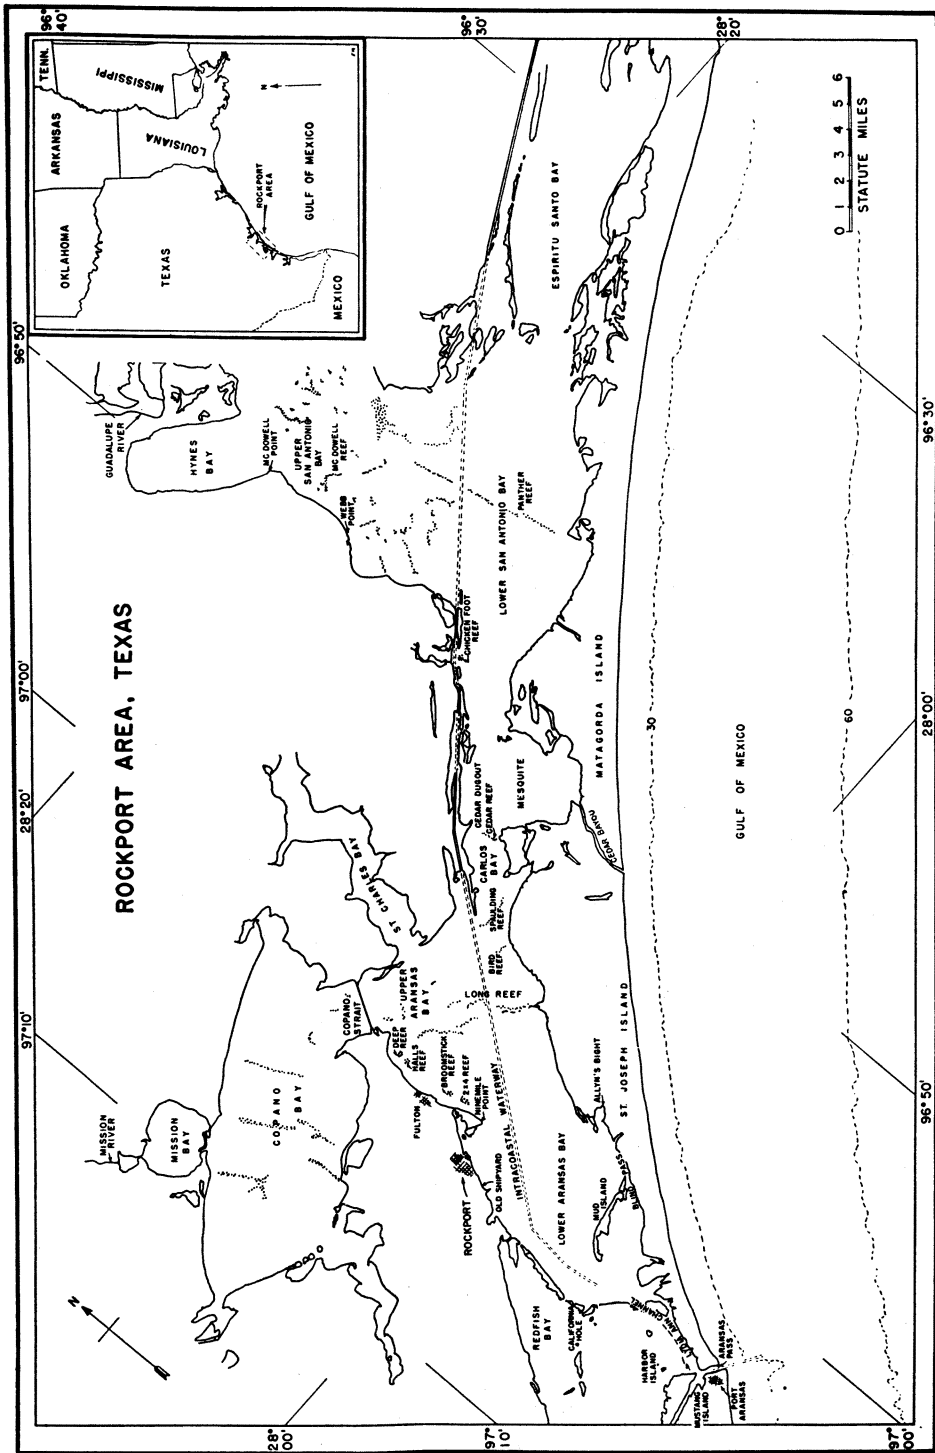 ROCKPORT AREA, TEXAS
96°
40'
96°50'
97°00'
28°20'
97°10'
28°
00'
97°
10'
96°
30'
28°
20'
96°30'
28°00'
96°50'
97°
00'
OKLAHOMA
ARKANSAS
TENN.
MISSISSIPPI
LOUISIANA
TEXAS
ROCKPORT
AREA
GULF OF MEXICO
MEXICO
N
GUADALUPE
RIVER
HYNES
BAY
MC DOWELL
POINT
UPPER
SAN ANTONIO
BAY
MC DOWELL
REEF
WEBB
POINT
ESPIRITU SANTO BAY
LOWER SAN ANTONIO BAY
PANTHER
REEF
CHICKEN FOOT
REEF
MISSION
RIVER
MISSION
BAY
COPANO
BAY
COPANO
STRAIT
ST CHARLES BAY
UPPER
ARANSAS
BAY
DEEP
REEF
HALLS
REEF
BROOMSTICK
REEF
2x4 REEF
NINEMILE
POINT
FULTON
ROCKPORT
OLD SHIPYARD
INTRACOASTAL WATERWAY
LONG REEF
BIRD
REEF
SPAULDING
REEF
CARLOS
BAY
CEDAR DUGOUT
CEDAR REEF
MESQUITE
CEDAR BAYOU
MATAGORDA ISLAND
ST. JOSEPH ISLAND
ALLYN'S BIGHT
LOWER ARANSAS BAY
MUD
ISLAND
BLIND
PASS
REDFISH
BAY
CALIFORNIA
HOLE
HARBOR
ISLAND
LYDIA ANN CHANNEL
ARANSAS
PASS
MUSTANG
ISLAND
PORT
ARANSAS
30
60
GULF OF MEXICO
0 1 2 3 4 5 6
STATUTE MILES
N